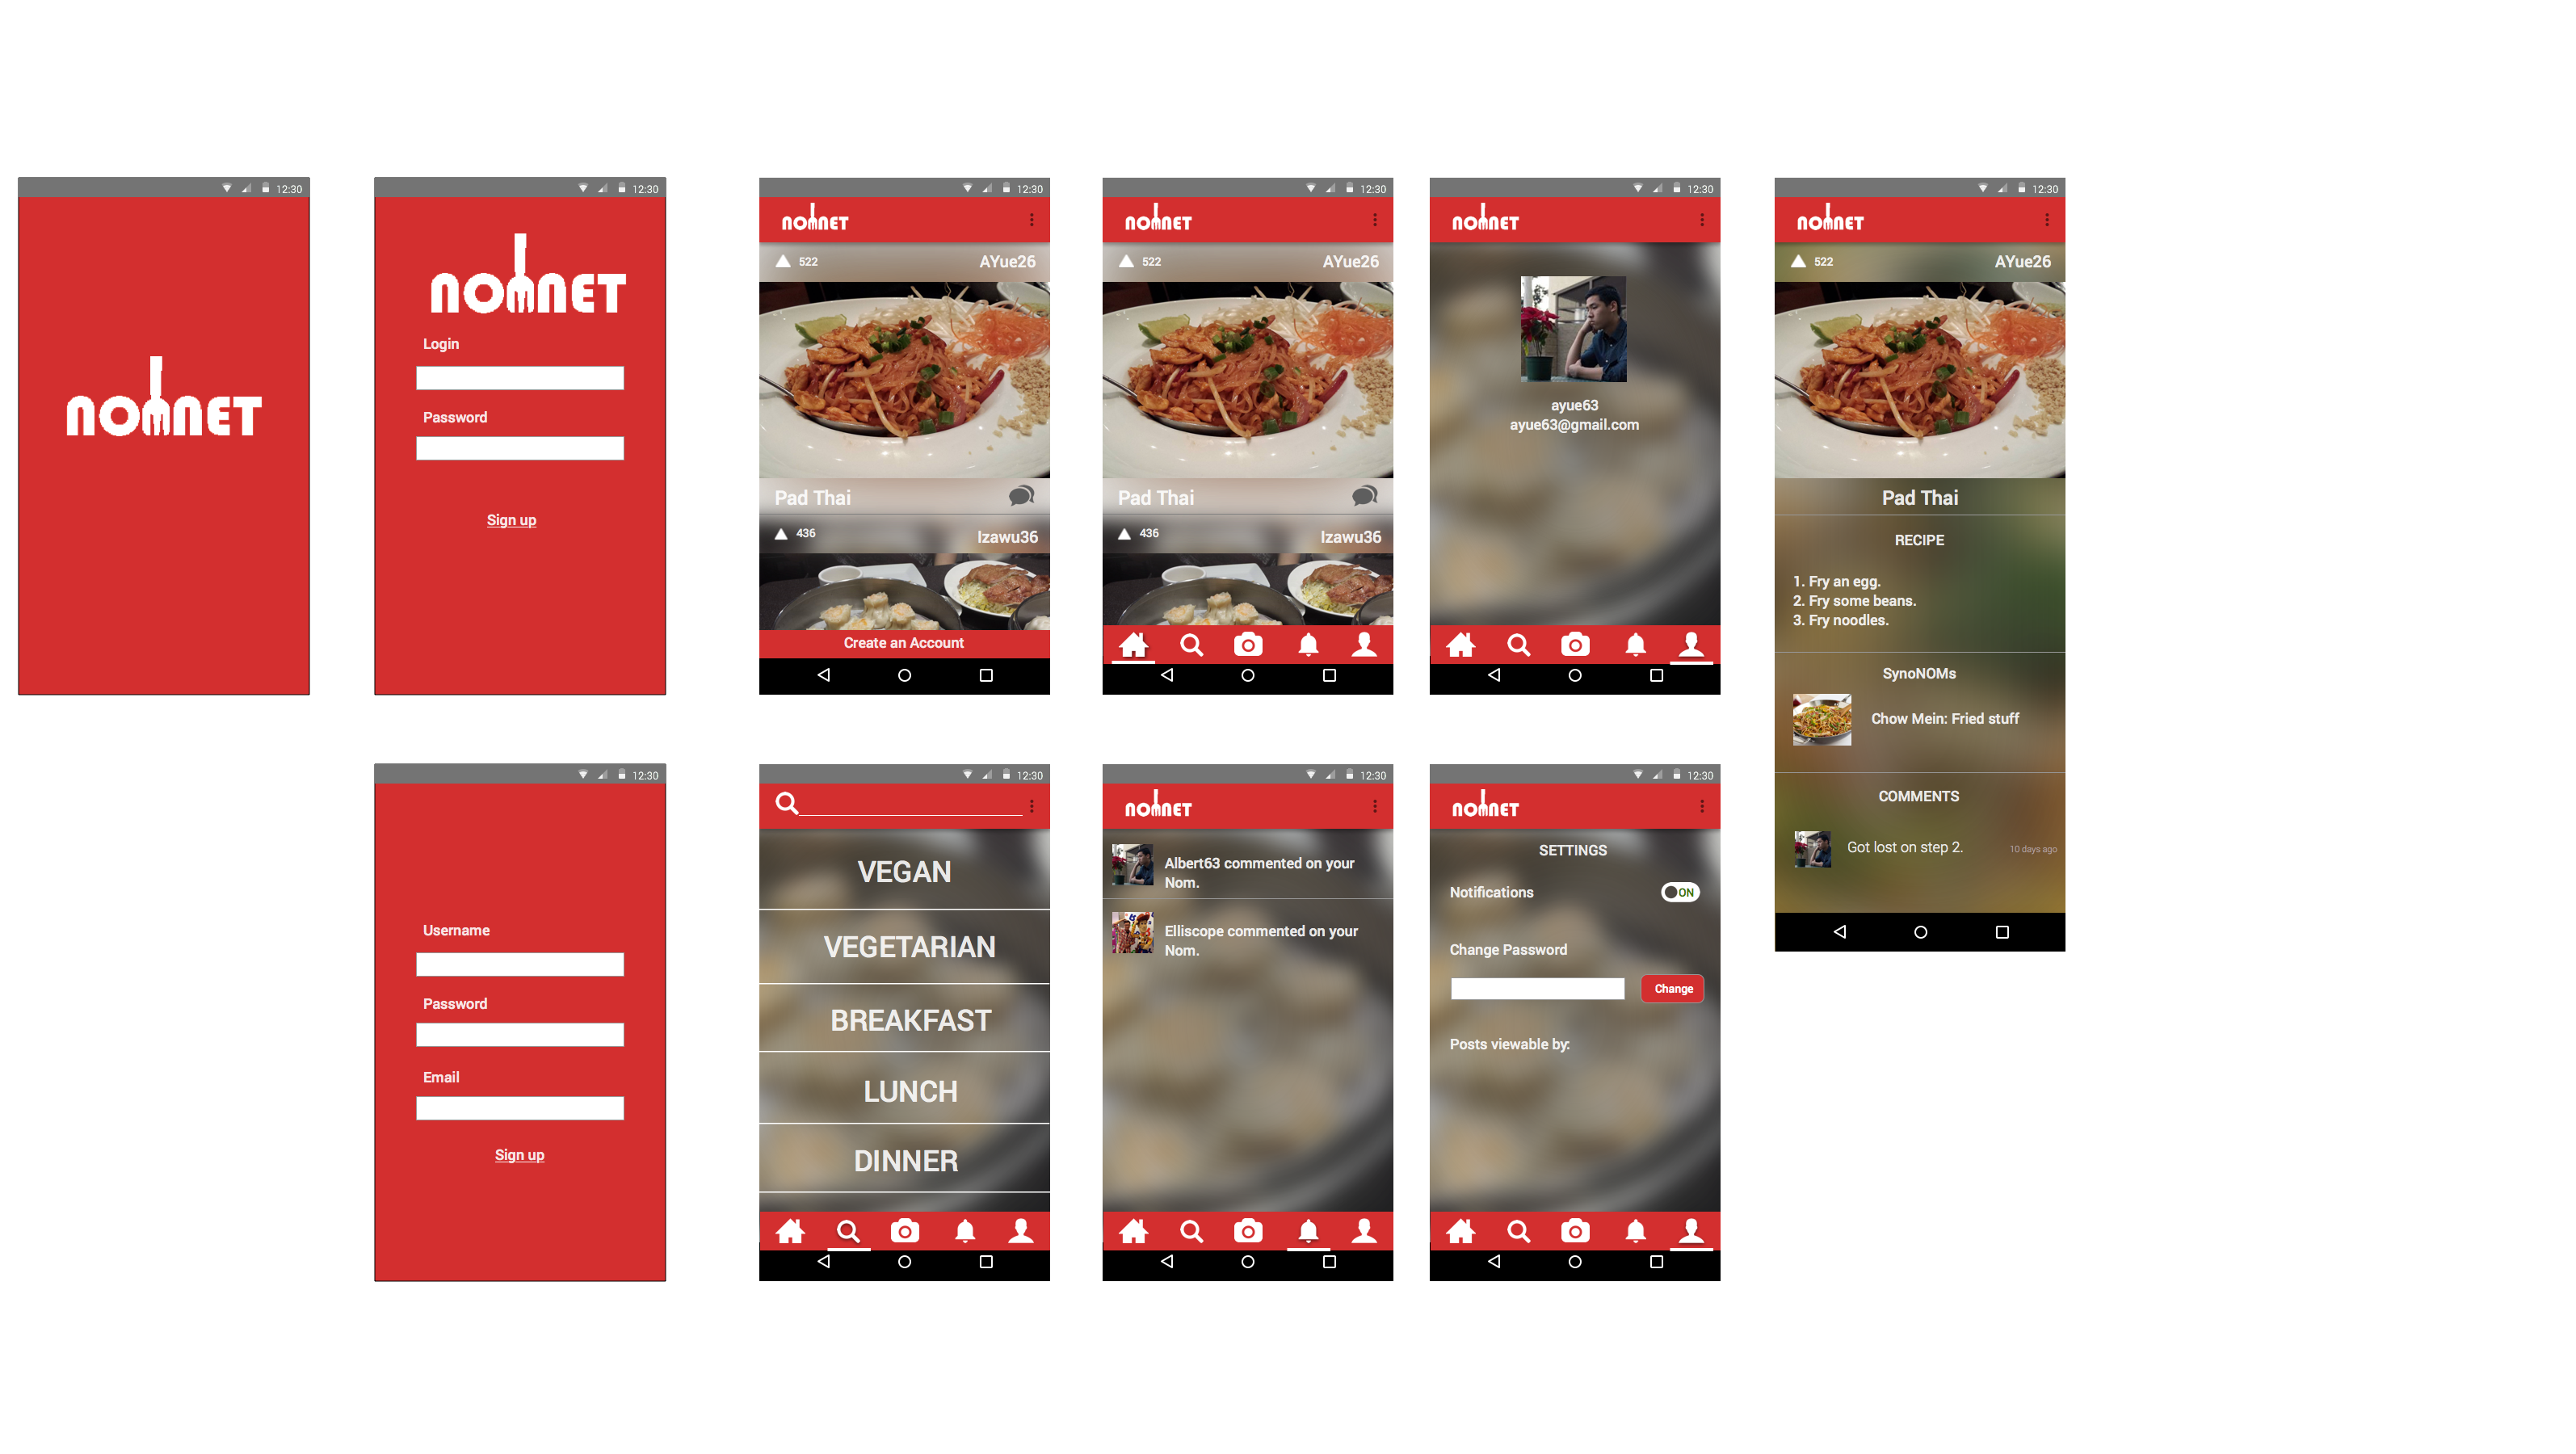 12:30
NOMNET
12:30
NOMNET
Login
Password
Sign up
12:30
NOMNET
522
AYue26
Pad Thai
436
Izawu36
Create an Account
12:30
NOMNET
522
AYue26
Pad Thai
436
Izawu36
12:30
NOMNET
ayue63
ayue63@gmail.com
12:30
NOMNET
522
AYue26
Pad Thai
RECIPE
1. Fry an egg.
2. Fry some beans.
3. Fry noodles.
SynoNOMs
Chow Mein: Fried stuff
COMMENTS
Got lost on step 2.
10 days ago
12:30
Username
Password
Email
Sign up
12:30
VEGAN
VEGETARIAN
BREAKFAST
LUNCH
DINNER
12:30
NOMNET
Albert63 commented on your
Nom.
Elliscope commented on your
Nom.
12:30
NOMNET
SETTINGS
Notifications
ON
Change Password
Change
Posts viewable by: